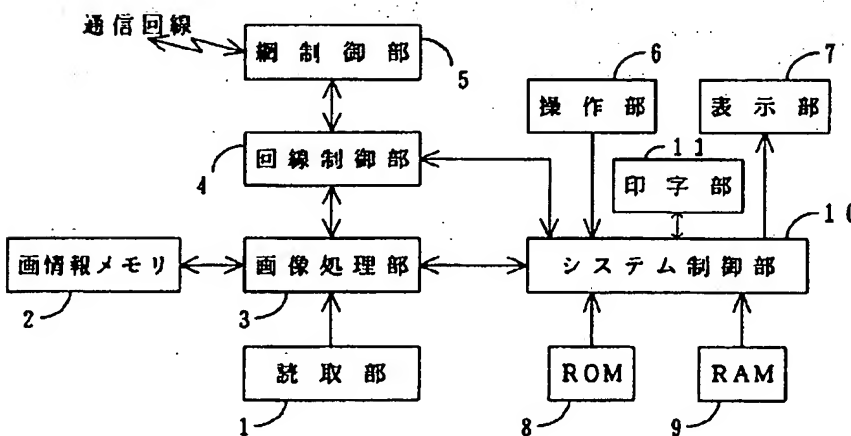 通信回線
網制御部
5
6
7
操作部
表示部
4
回線制御部
11
印字部
10
画情報メモリ
画像処理部
システム制御部
2
3
読取部
ROM
RAM
1
8
9